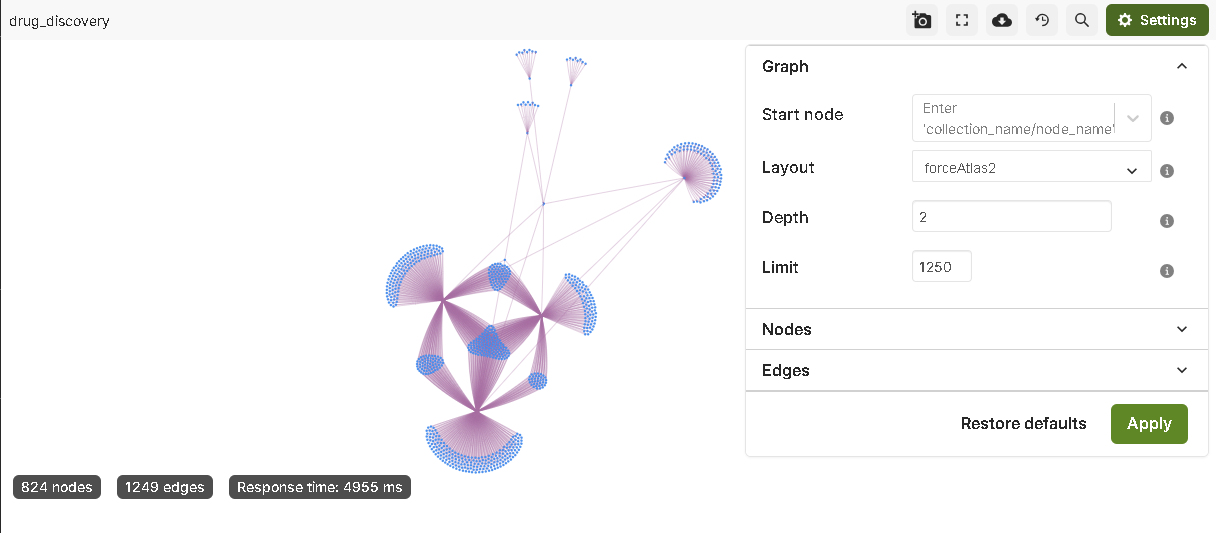 drug_discovery
Settings
Graph
Start node
Enter
'collection_name/node_name'
Layout
forceAtlas2
Depth
2
Limit
1250
Nodes
Edges
Restore defaults
Apply
824 nodes
1249 edges
Response time: 4955 ms